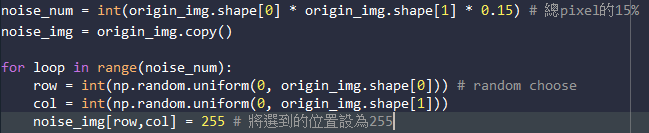 noise_num = int(origin_img.shape[0] * origin_img.shape[1] * 0.15) # 總pixel的15%
noise_img = origin_img.copy()
for loop in range(noise_num):
    row = int(np.random.uniform(0, origin_img.shape[0])) # random choose
    col = int(np.random.uniform(0, origin_img.shape[1]))
    noise_img[row,col] = 255 # 將選到的位置設為255